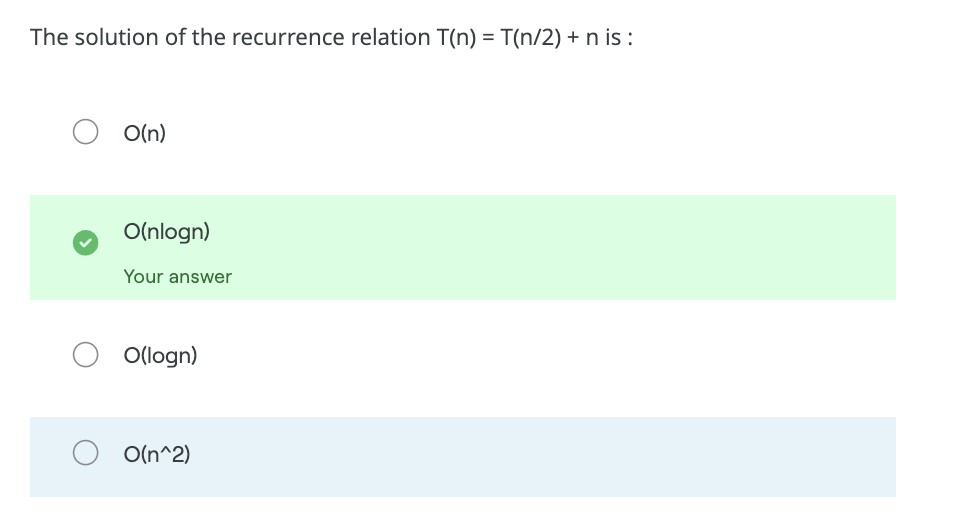 The solution of the recurrence relation T(n) = T(n/2) + n is :
O(n)
O(nlogn)
Your answer
O(logn)
O(n^2)